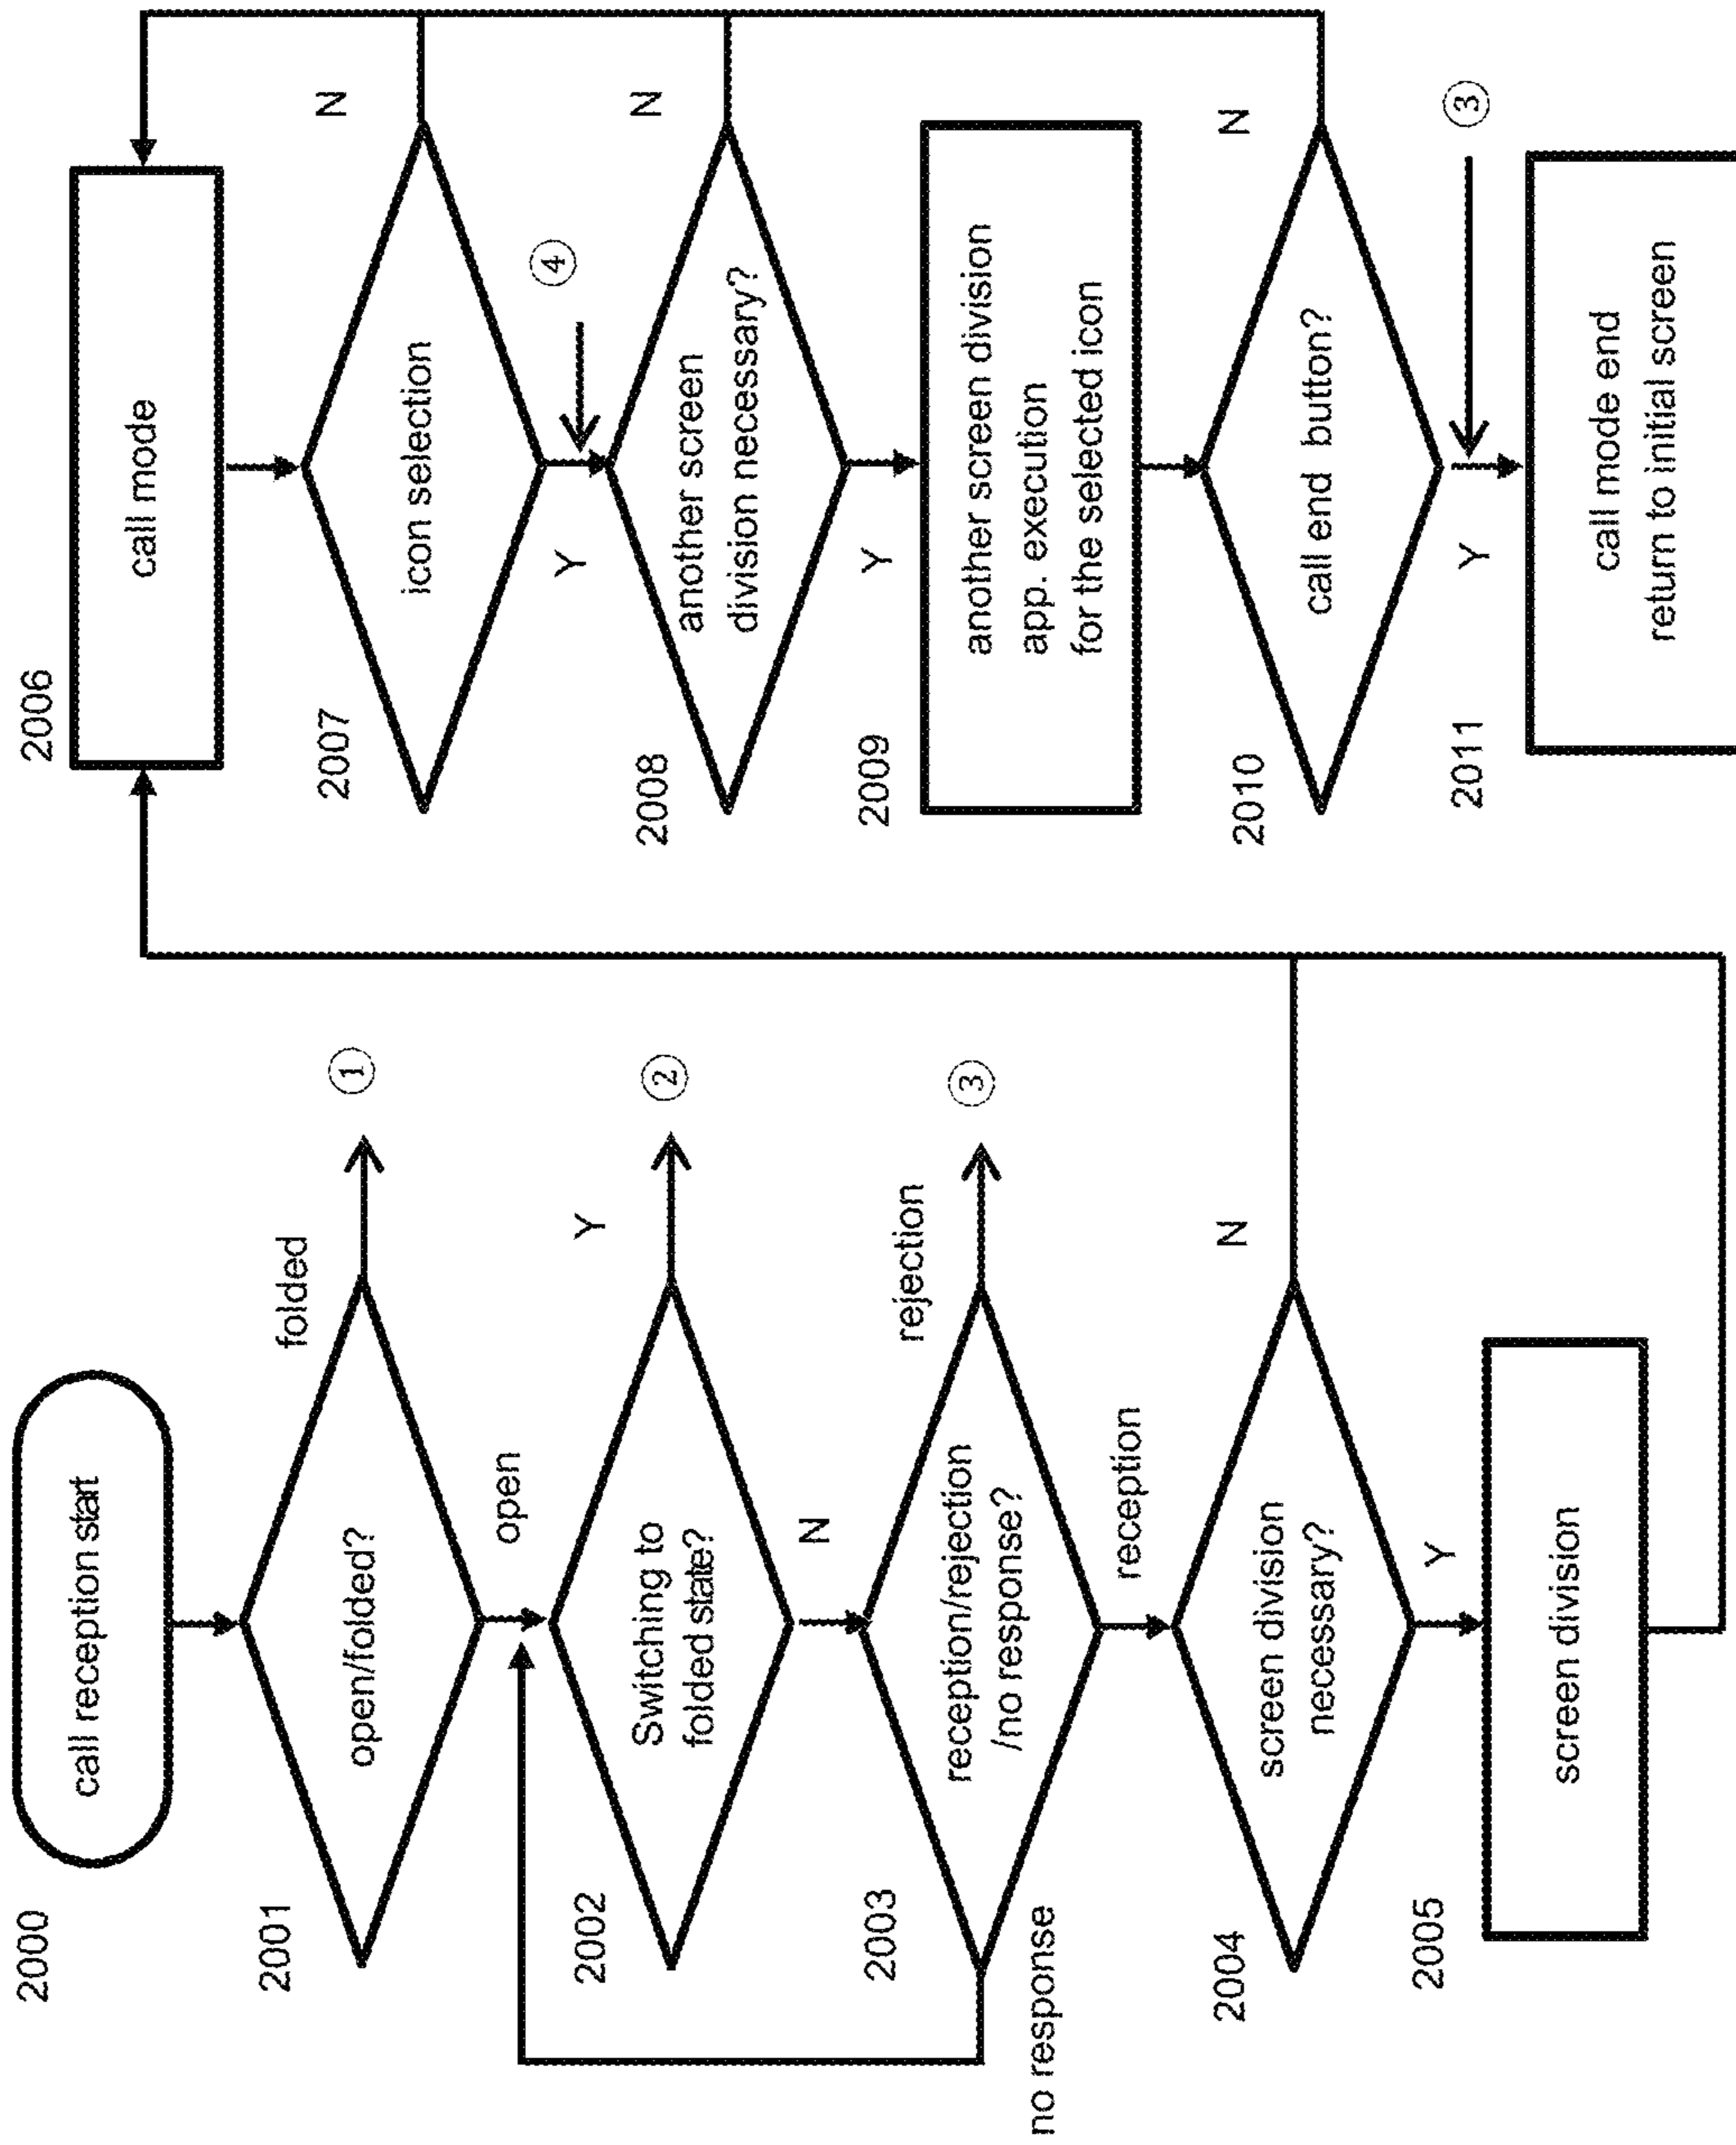 2000
call reception start
2001
open/folded?
folded
①
open
2002
Switching to
folded state?
Y
②
N
2003
reception/rejection
/no response?
rejection
③
no response
reception
2004
screen division
necessary?
N
Y
2005
screen division
2006
call mode
2007
icon selection
N
Y
④
2008
another screen
division necessary?
N
Y
2009
another screen division
app. execution
for the selected icon
2010
call end button?
N
Y
③
2011
call mode end
return to initial screen